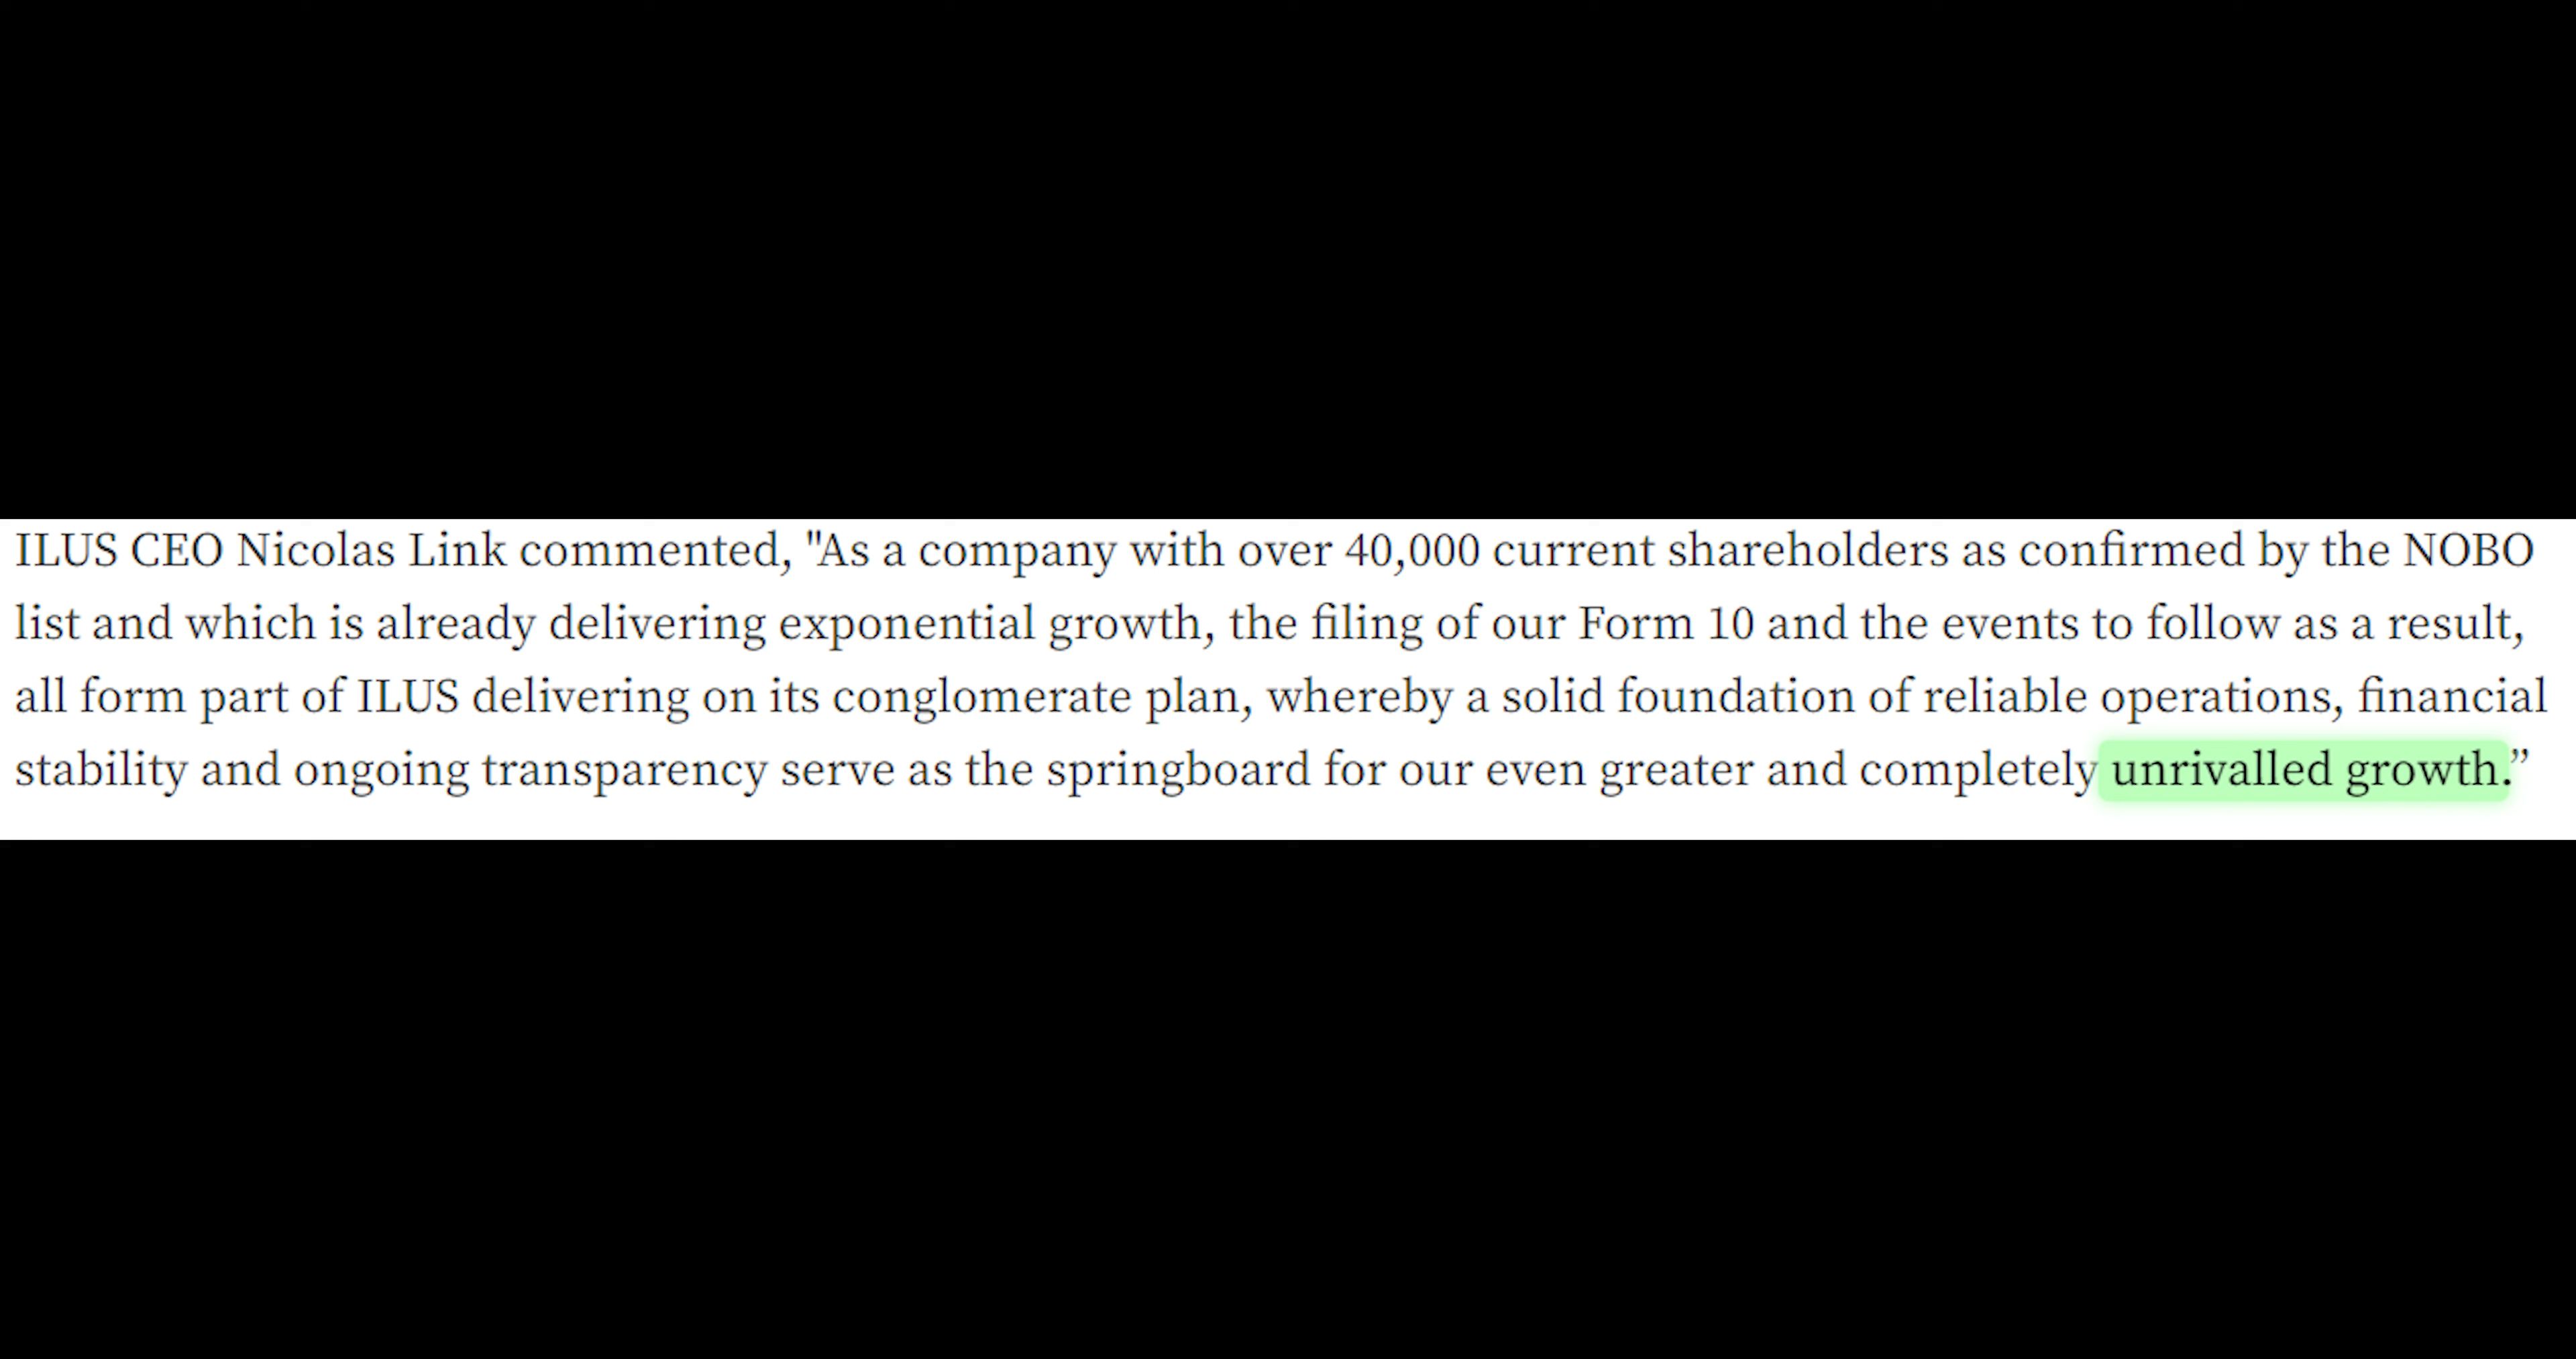 ILUS CEO Nicolas Link commented, "As a company with over 40,000 current shareholders as confirmed by the NOBO
list and which is already delivering exponential growth, the filing of our Form 10 and the events to follow as a result,
all form part of ILUS delivering on its conglomerate plan, whereby a solid foundation of reliable operations, financial
stability and ongoing transparency serve as the springboard for our even greater and completely unrivalled growth.”